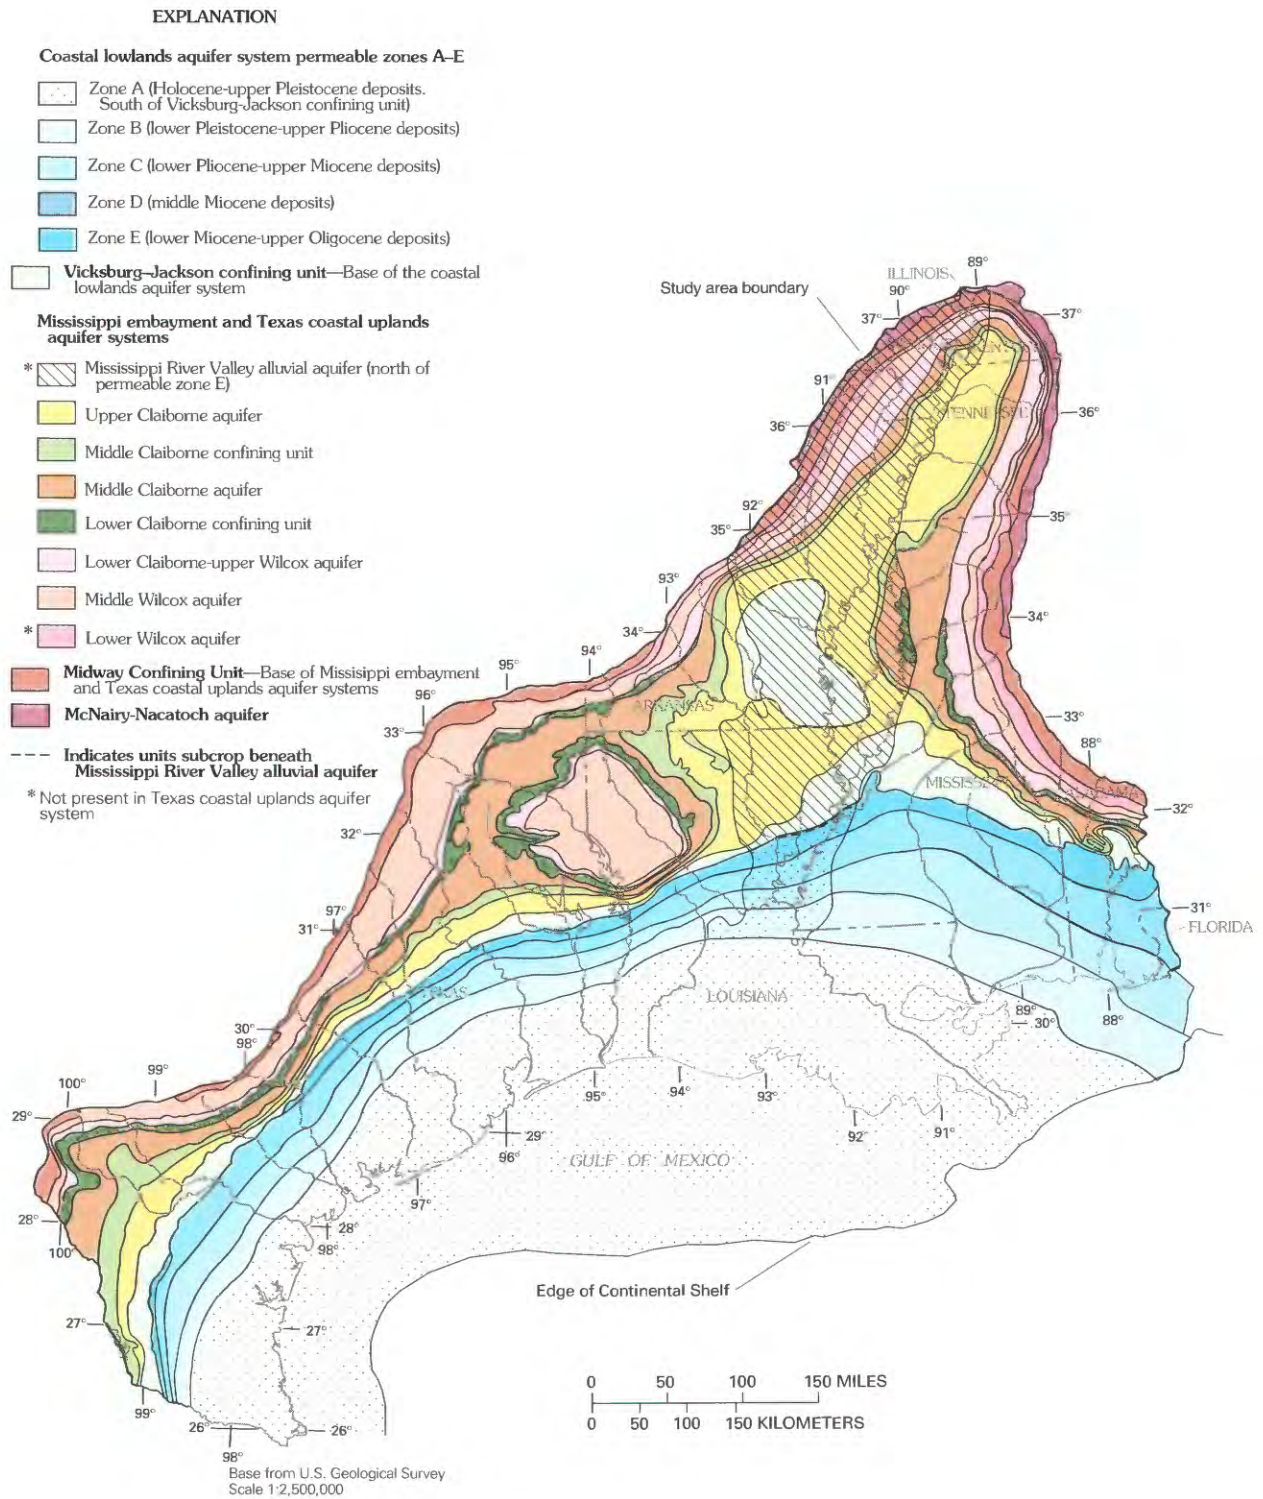 EXPLANATION
Coastal lowlands aquifer system permeable zones A–E
Zone A (Holocene-upper Pleistocene deposits.
South of Vicksburg-Jackson confining unit)
Zone B (lower Pleistocene-upper Pliocene deposits)
Zone C (lower Pliocene-upper Miocene deposits)
Zone D (middle Miocene deposits)
Zone E (lower Miocene-upper Oligocene deposits)
Vicksburg–Jackson confining unit—Base of the coastal
lowlands aquifer system
Mississippi embayment and Texas coastal uplands
aquifer systems
* Mississippi River Valley alluvial aquifer (north of
permeable zone E)
Upper Claiborne aquifer
Middle Claiborne confining unit
Middle Claiborne aquifer
Lower Claiborne confining unit
Lower Claiborne-upper Wilcox aquifer
Middle Wilcox aquifer
* Lower Wilcox aquifer
Midway Confining Unit—Base of Missisippi embayment
and Texas coastal uplands aquifer systems
McNairy-Nacatoch aquifer
Indicates units subcrop beneath
Mississippi River Valley alluvial aquifer
* Not present in Texas coastal uplands aquifer
system
89°
ILLINOIS
90°
Study area boundary
37°
37°
91°
36°
TENNESSEE
36°
92°
35°
35°
93°
34°
34°
94°
95°
96°
ARKANSAS
33°
33°
88°
MISSISSIPPI
ALABAMA
32°
32°
97°
31°
31°
FLORIDA
LOUISIANA
89°
88°
30°
30°
98°
99°
100°
29°
95°
94°
93°
92°
91°
29°
96°
GULF OF MEXICO
97°
28°
28°
98°
100°
Edge of Continental Shelf
27°
27°
0 50 100 150 MILES
0 50 100 150 KILOMETERS
99°
26°
26°
98°
Base from U.S. Geological Survey
Scale 1:2,500,000